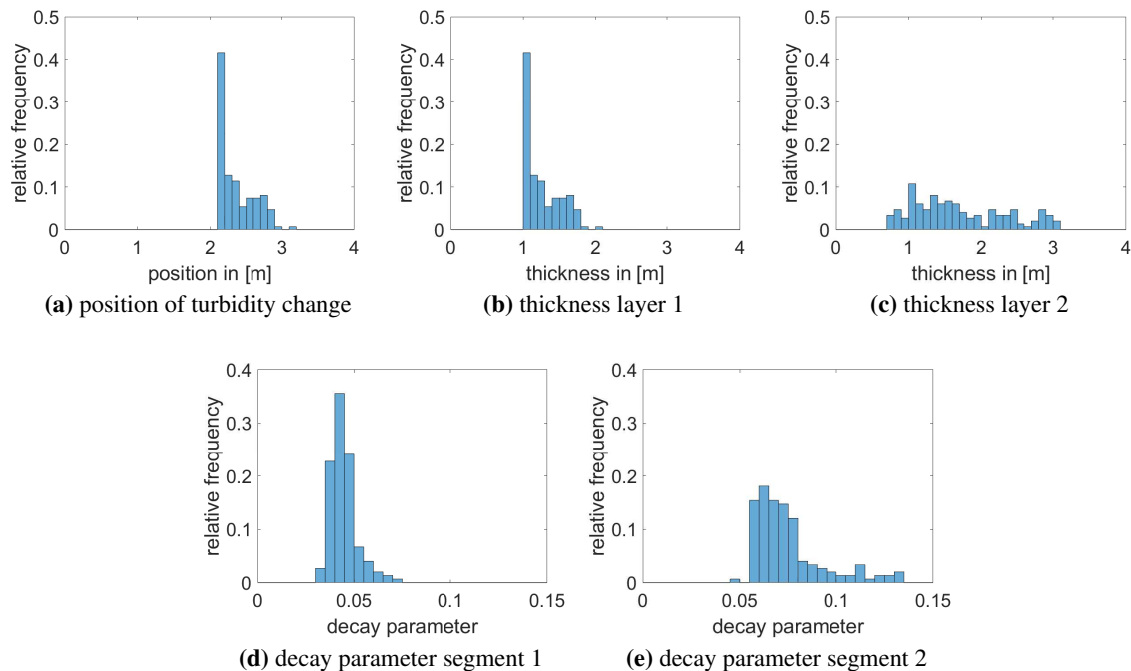 0.5
0.4
0.3
0.2
0.1
0
relative frequency
0 1 2 3 4
position in [m]
(a) position of turbidity change
0.5
0.4
0.3
0.2
0.1
0
relative frequency
0 1 2 3 4
thickness in [m]
(b) thickness layer 1
0.5
0.4
0.3
0.2
0.1
0
relative frequency
0 1 2 3 4
thickness in [m]
(c) thickness layer 2
0.4
0.3
0.2
0.1
0
relative frequency
0 0.05 0.1 0.15
decay parameter
(d) decay parameter segment 1
0.4
0.3
0.2
0.1
0
relative frequency
0 0.05 0.1 0.15
decay parameter
(e) decay parameter segment 2